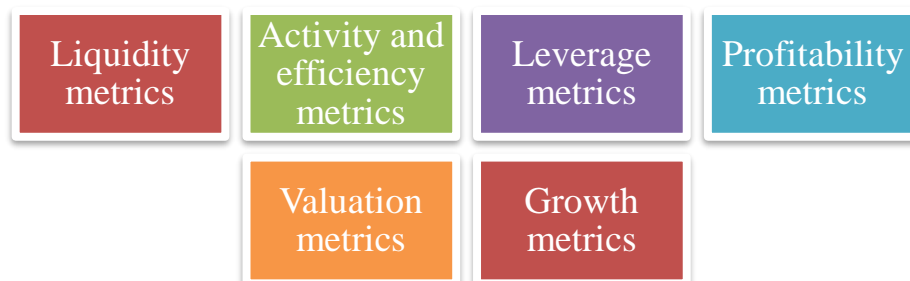 Liquidity
metrics
Activity and
efficiency
metrics
Leverage
metrics
Profitability
metrics
Valuation
metrics
Growth
metrics